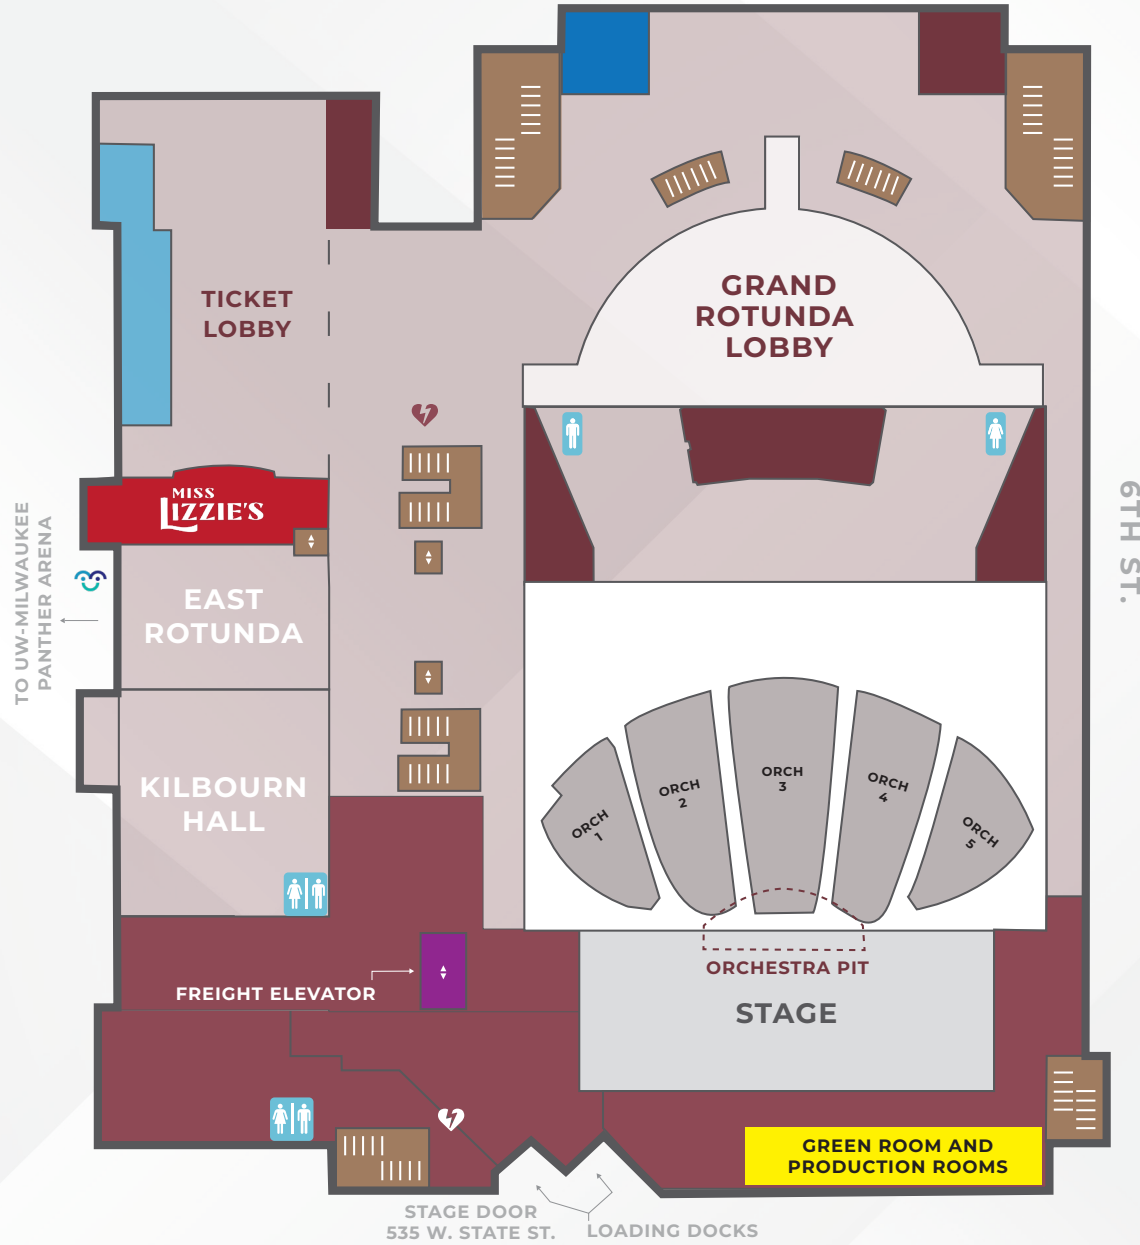 TICKET
LOBBY
GRAND
ROTUNDA
LOBBY
MISS
LIZZIE'S
EAST
ROTUNDA
TO UW-MILWAUKEE
PANTHER ARENA
6TH ST.
KILBOURN
HALL
ORCH
1
ORCH
2
ORCH
3
ORCH
4
ORCH
5
ORCHESTRA PIT
STAGE
FREIGHT ELEVATOR
GREEN ROOM AND
PRODUCTION ROOMS
STAGE DOOR
535 W. STATE ST.
LOADING DOCKS